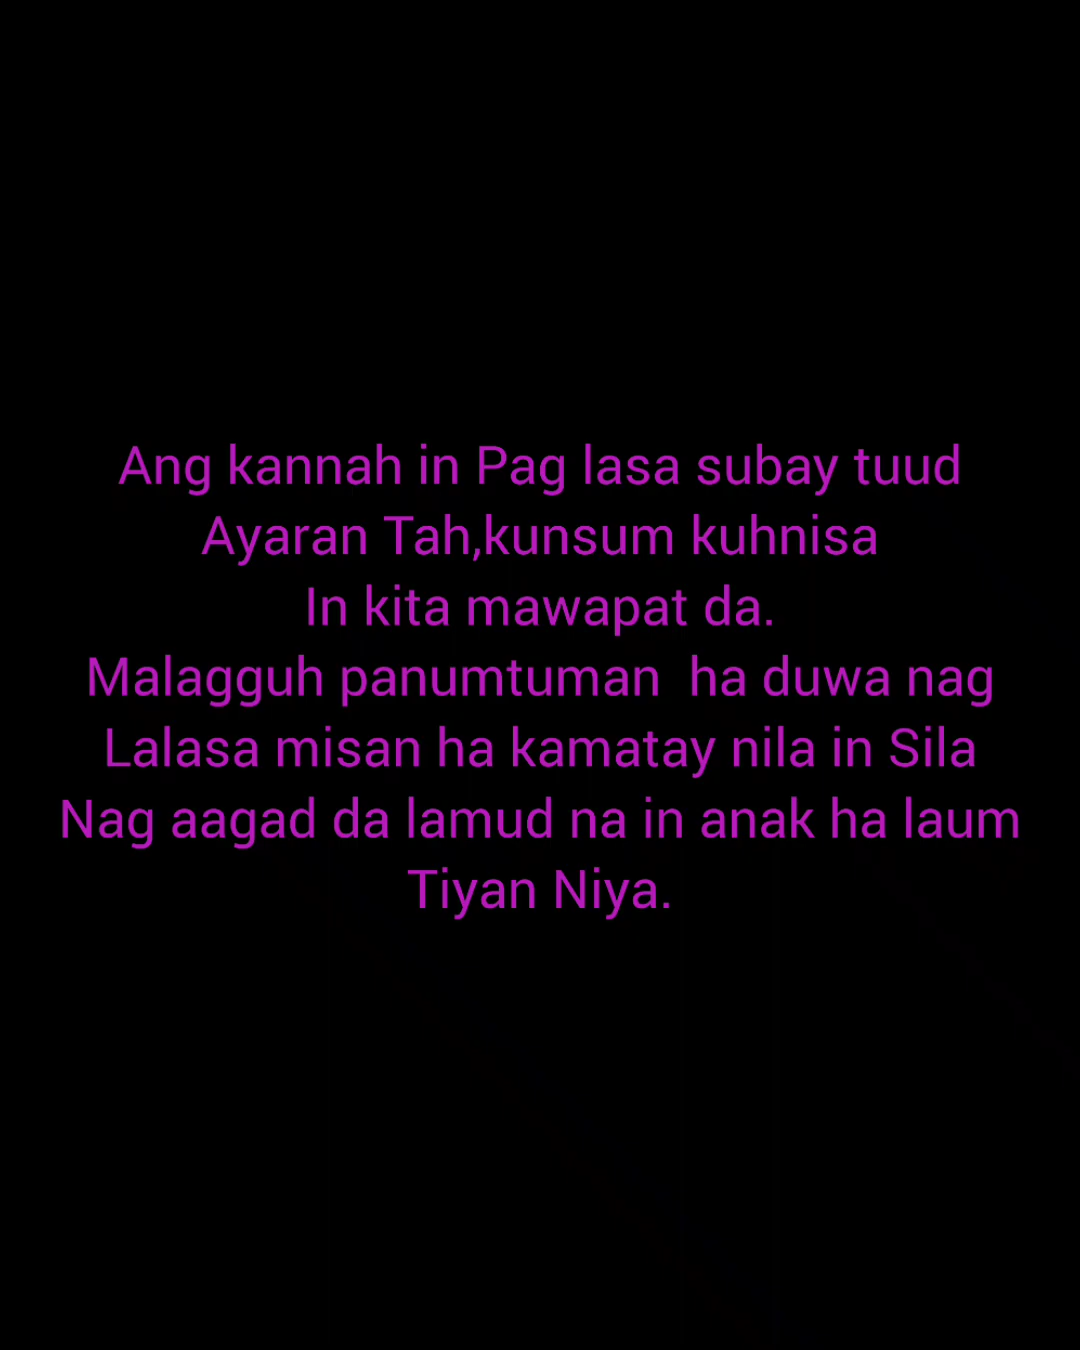 Ang kannah in Pag lasa subay tuud
Ayaran Tah,kunsum kuhnisa
In kita mawapat da.
Malagguh panumtuman  ha duwa nag
Lalasa misan ha kamatay nila in Sila
Nag aagad da lamud na in anak ha laum
Tiyan Niya.